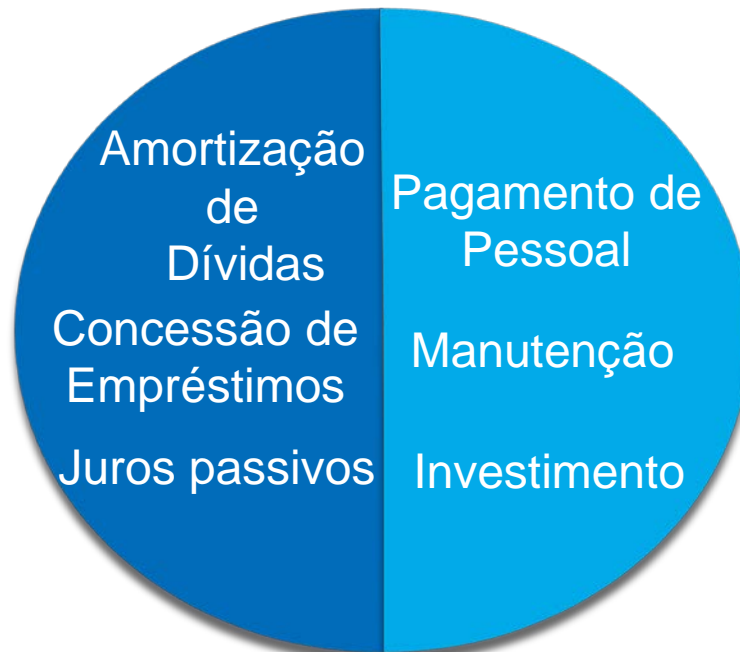 Amortização
de
Dívidas
Concessão de
Empréstimos
Juros passivos
Pagamento de
Pessoal
Manutenção
Investimento